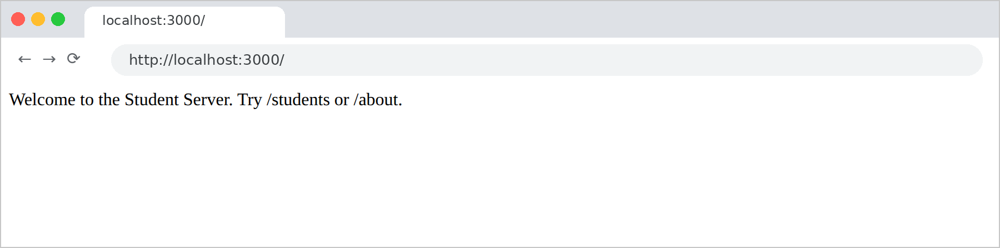 localhost:3000/
← → ⟳ http://localhost:3000/
Welcome to the Student Server. Try /students or /about.